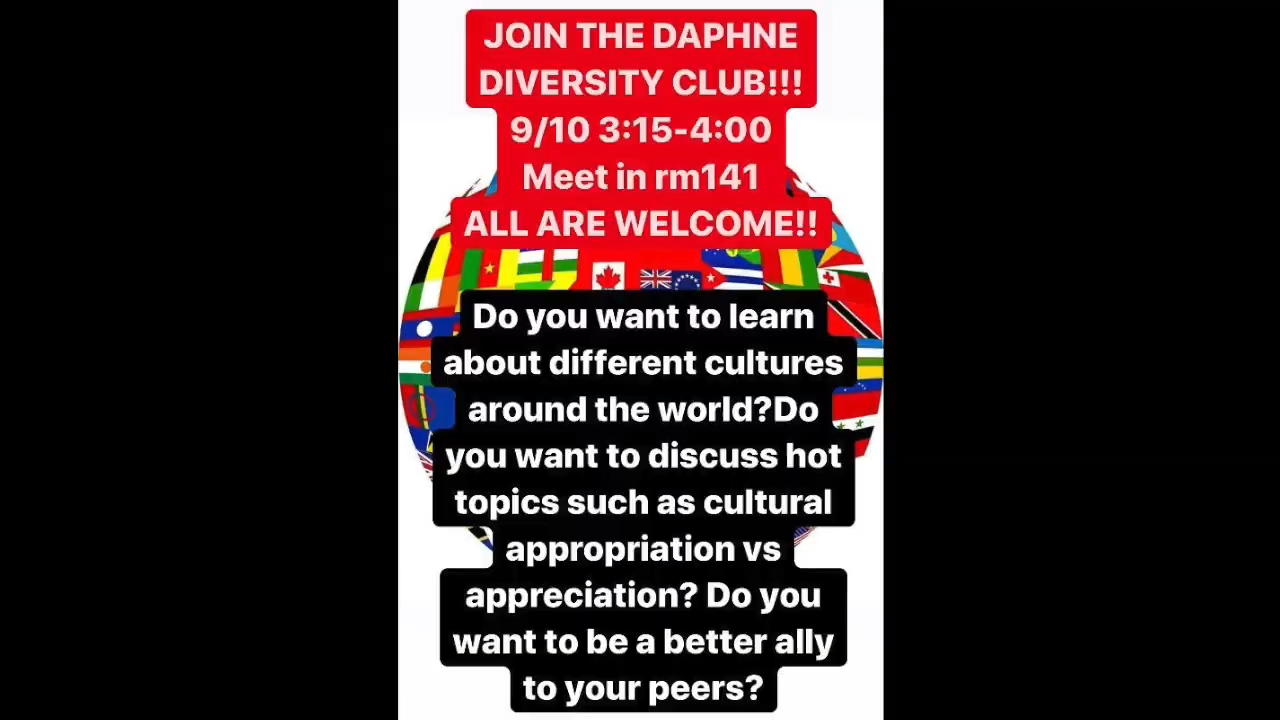 JOIN THE DAPHNE
DIVERSITY CLUB!!!
9/10 3:15-4:00
Meet in rm141
ALL ARE WELCOME!!
Do you want to learn
about different cultures
around the world?Do
you want to discuss hot
topics such as cultural
appropriation vs
appreciation? Do you
want to be a better ally
to your peers?